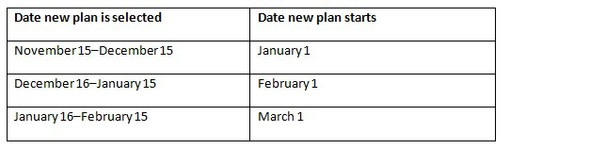 Date new plan is selected Date new plan starts
November 15–December 15 January 1
December 16–January 15 February 1
January 16–February 15 March 1